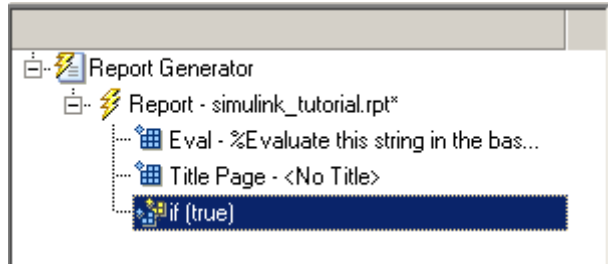 Report Generator
Report - simulink_tutorial.rpt*
Eval - %Evaluate this string in the bas...
Title Page - <No Title>
if (true)